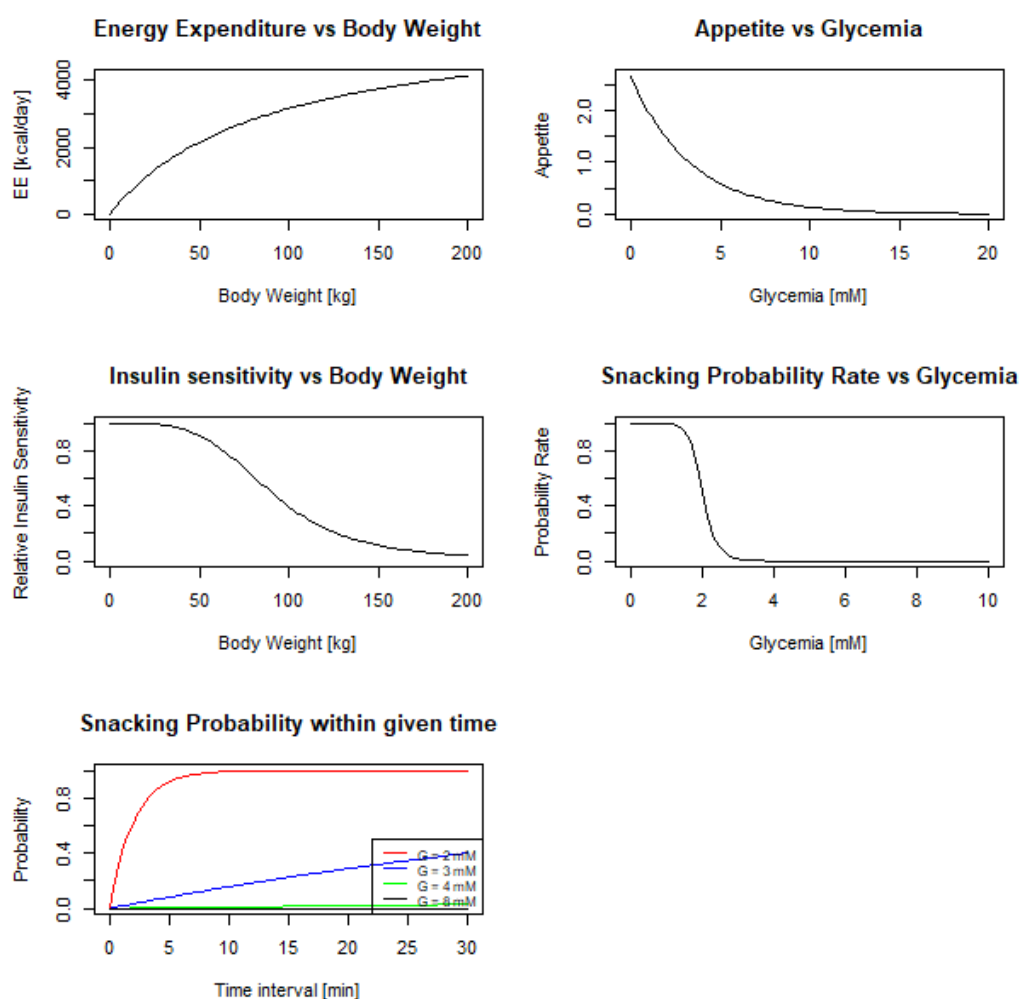 Energy Expenditure vs Body Weight
EE [kcal/day]
0 2000 4000
0 50 100 150 200
Body Weight [kg]
Appetite vs Glycemia
Appetite
0.0 1.0 2.0
0 5 10 15 20
Glycemia [mM]
Insulin sensitivity vs Body Weight
Relative Insulin Sensitivity
0.0 0.4 0.8
0 50 100 150 200
Body Weight [kg]
Snacking Probability Rate vs Glycemia
Probability Rate
0.0 0.4 0.8
0 2 4 6 8 10
Glycemia [mM]
Snacking Probability within given time
Probability
0.0 0.4 0.8
G = 2 mM
G = 3 mM
G = 4 mM
G = 8 mM
0 5 10 15 20 25 30
Time interval [min]